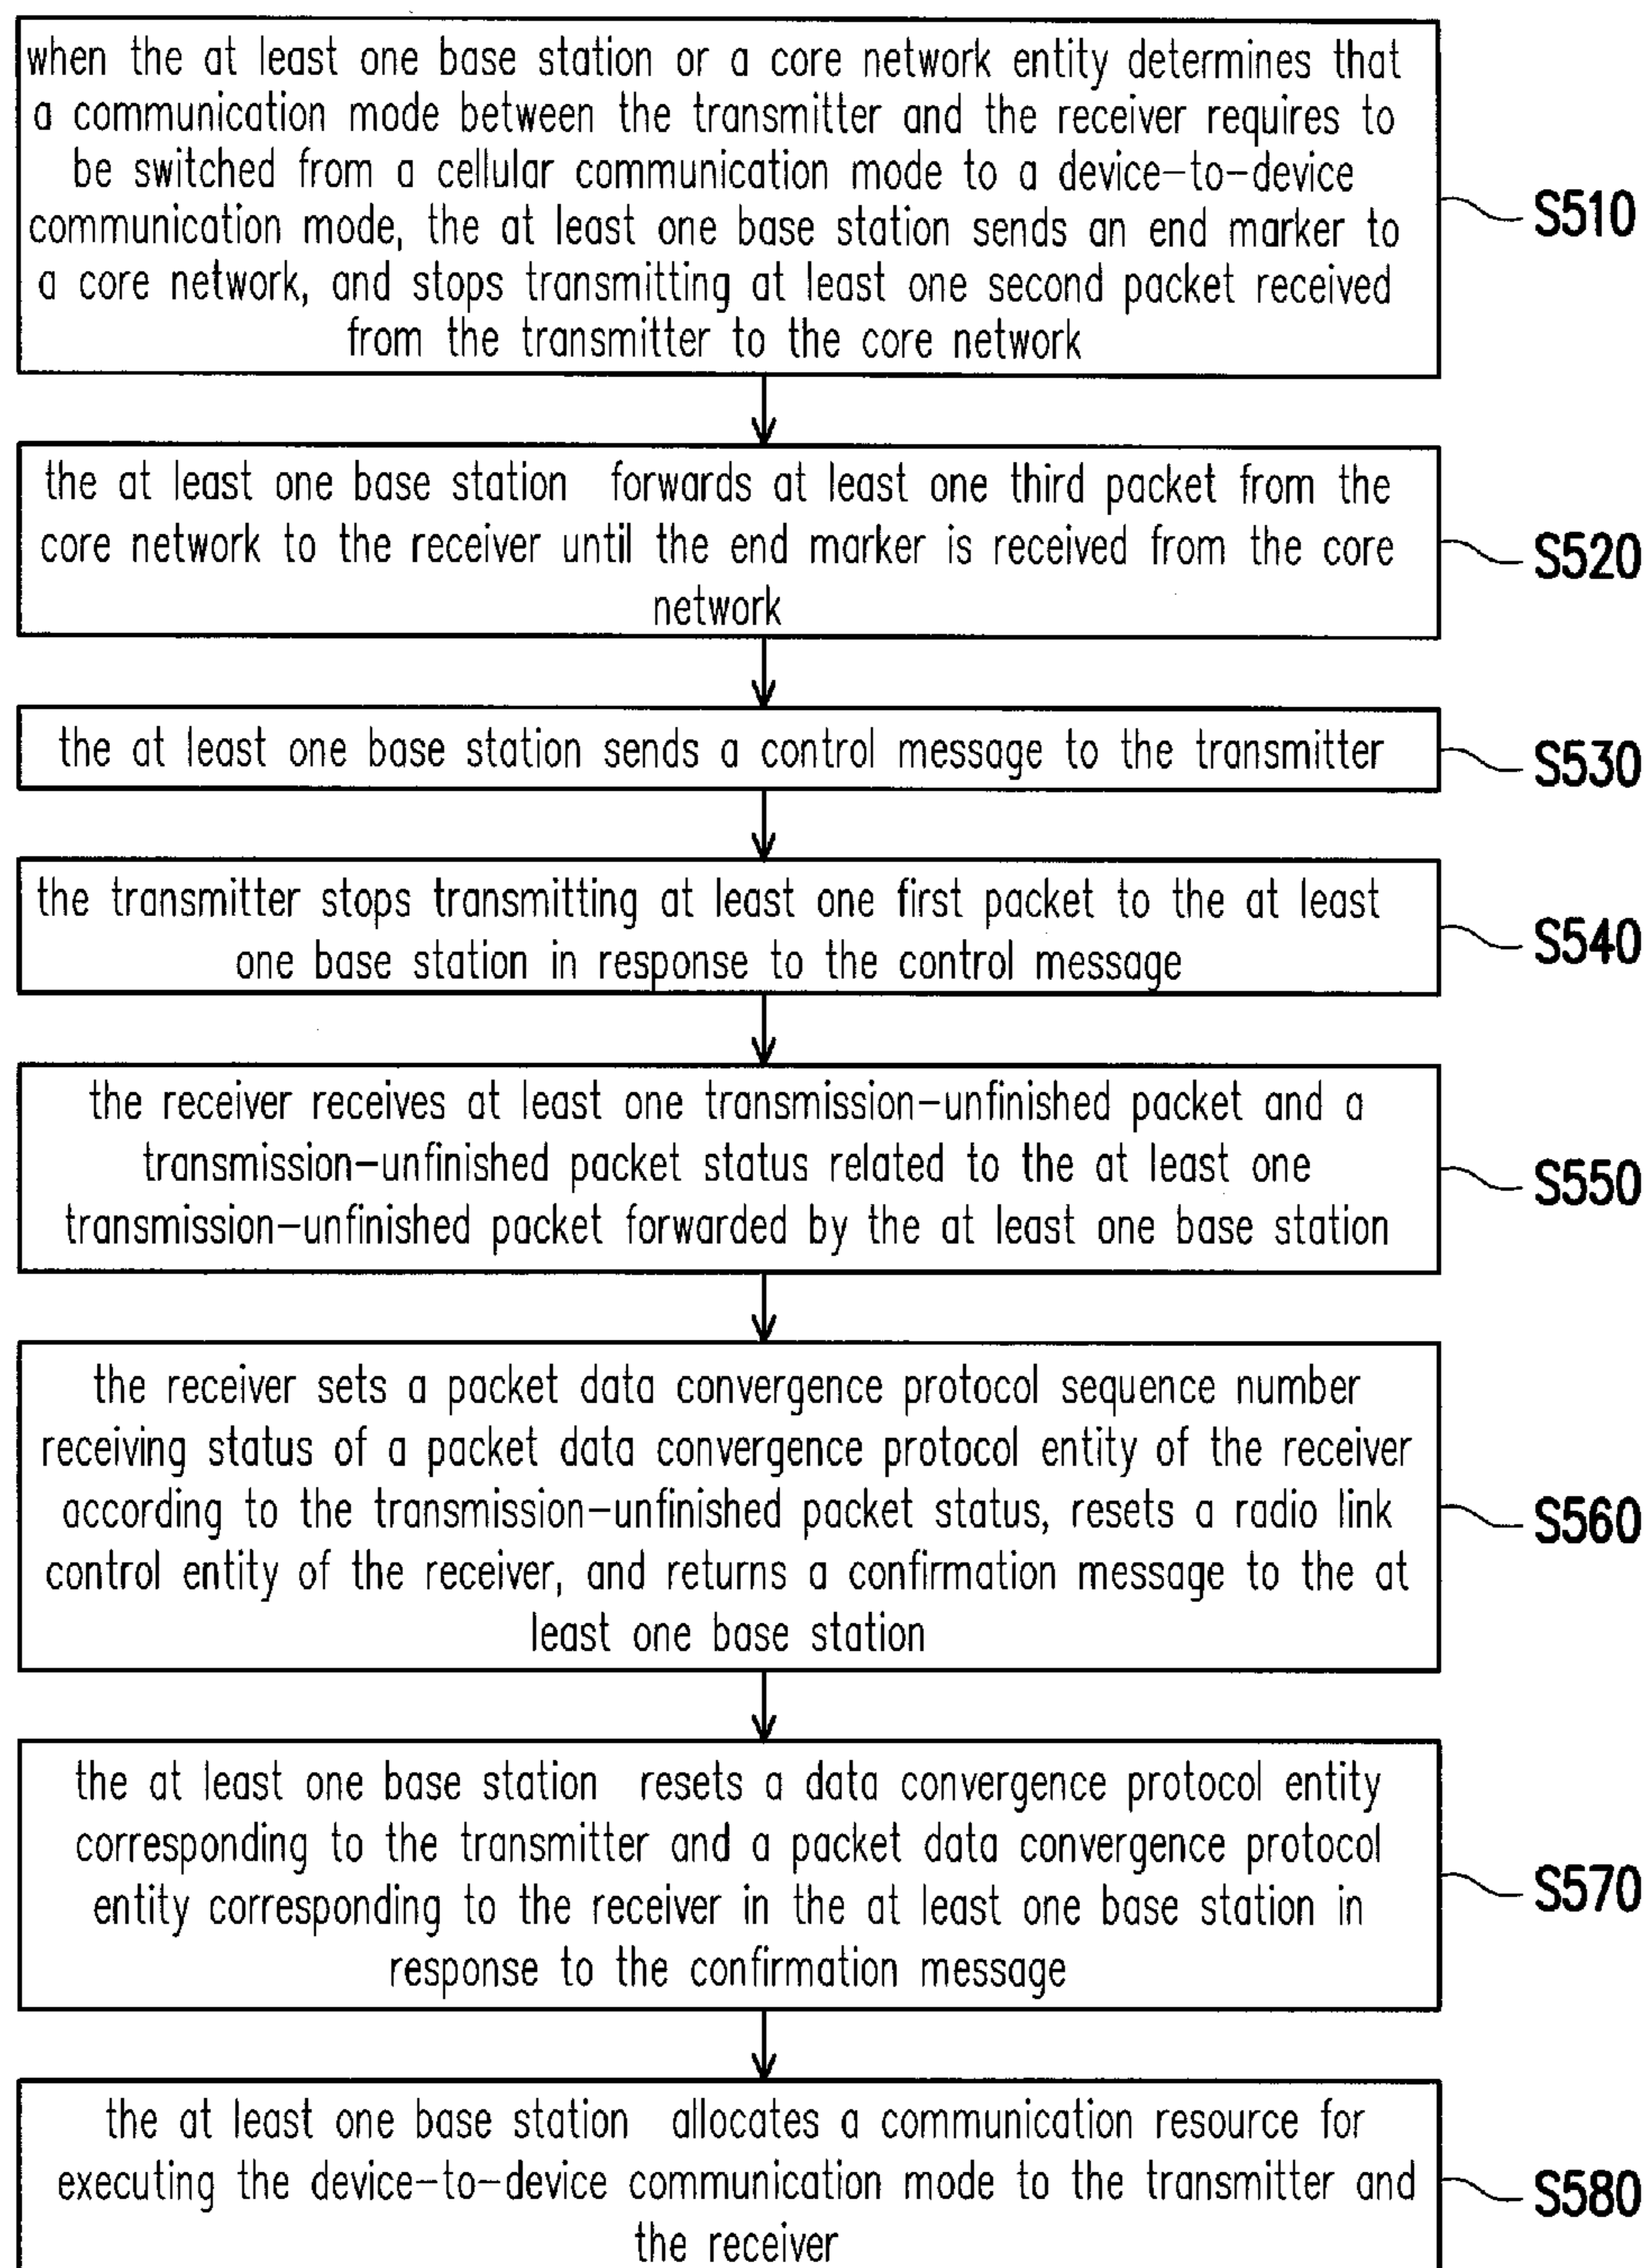 when the at least one base station or a core network entity determines that
a communication mode between the transmitter and the receiver requires to
be switched from a cellular communication mode to a device-to-device
communication mode, the at least one base station sends an end marker to
a core network, and stops transmitting at least one second packet received
from the transmitter to the core network
S510
the at least one base station forwards at least one third packet from the
core network to the receiver until the end marker is received from the core
network
S520
the at least one base station sends a control message to the transmitter
S530
the transmitter stops transmitting at least one first packet to the at least
one base station in response to the control message
S540
the receiver receives at least one transmission-unfinished packet and a
transmission-unfinished packet status related to the at least one
transmission-unfinished packet forwarded by the at least one base station
S550
the receiver sets a packet data convergence protocol sequence number
receiving status of a packet data convergence protocol entity of the receiver
according to the transmission-unfinished packet status, resets a radio link
control entity of the receiver, and returns a confirmation message to the at
least one base station
S560
the at least one base station resets a data convergence protocol entity
corresponding to the transmitter and a packet data convergence protocol
entity corresponding to the receiver in the at least one base station in
response to the confirmation message
S570
the at least one base station allocates a communication resource for
executing the device-to-device communication mode to the transmitter and
the receiver
S580